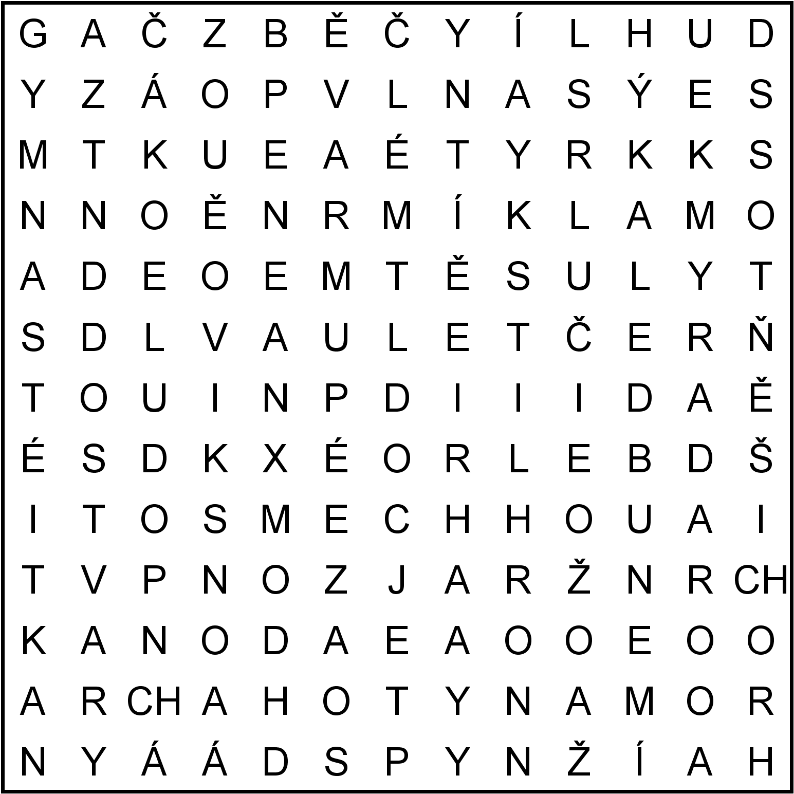 G A Č Z B Ě Č Y Í L H U D
Y Z Á O P V L N A S Ý E S
M T K U E A É T Y R K K S
N N O Ě N R M Í K L A M O
A D E O E M T Ě S U L Y T
S D L V A U L E T Č E R Ň
T O U I N P D I I I D A Ě
É S D K X É O R L E B D Š
I T O S M E C H H O U A I
T V P N O Z J A R Ž N R CH
K A N O D A E A O O E O O
A R CH A H O T Y N A M O R
N Y Á Á D S P Y N Ž Í A H